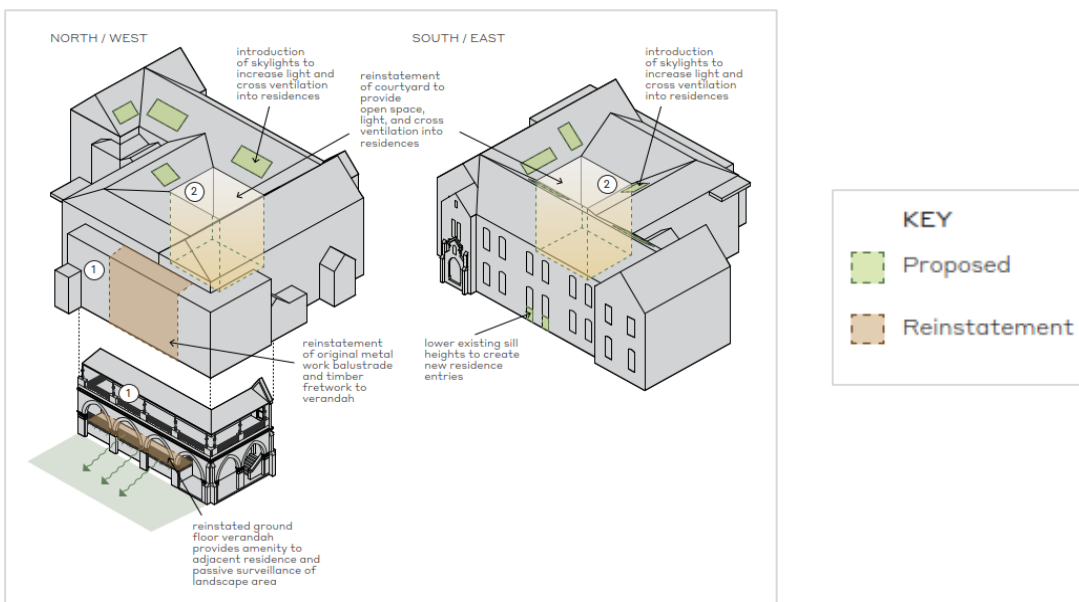 NORTH / WEST
SOUTH / EAST
introduction
of skylights to
increase light and
cross ventilation
into residences
reinstatement
of courtyard to
provide
open space,
light, and cross
ventilation into
residences
introduction
of skylights to
increase light and
cross ventilation
into residences
2
2
1
reinstatement
of original metal
work balustrade
and timber
fretwork to
verandah
lower existing sill
heights to create
new residence
entries
1
reinstated ground
floor verandah
provides amenity to
adjacent residence and
passive surveillance of
landscape area
KEY
Proposed
Reinstatement